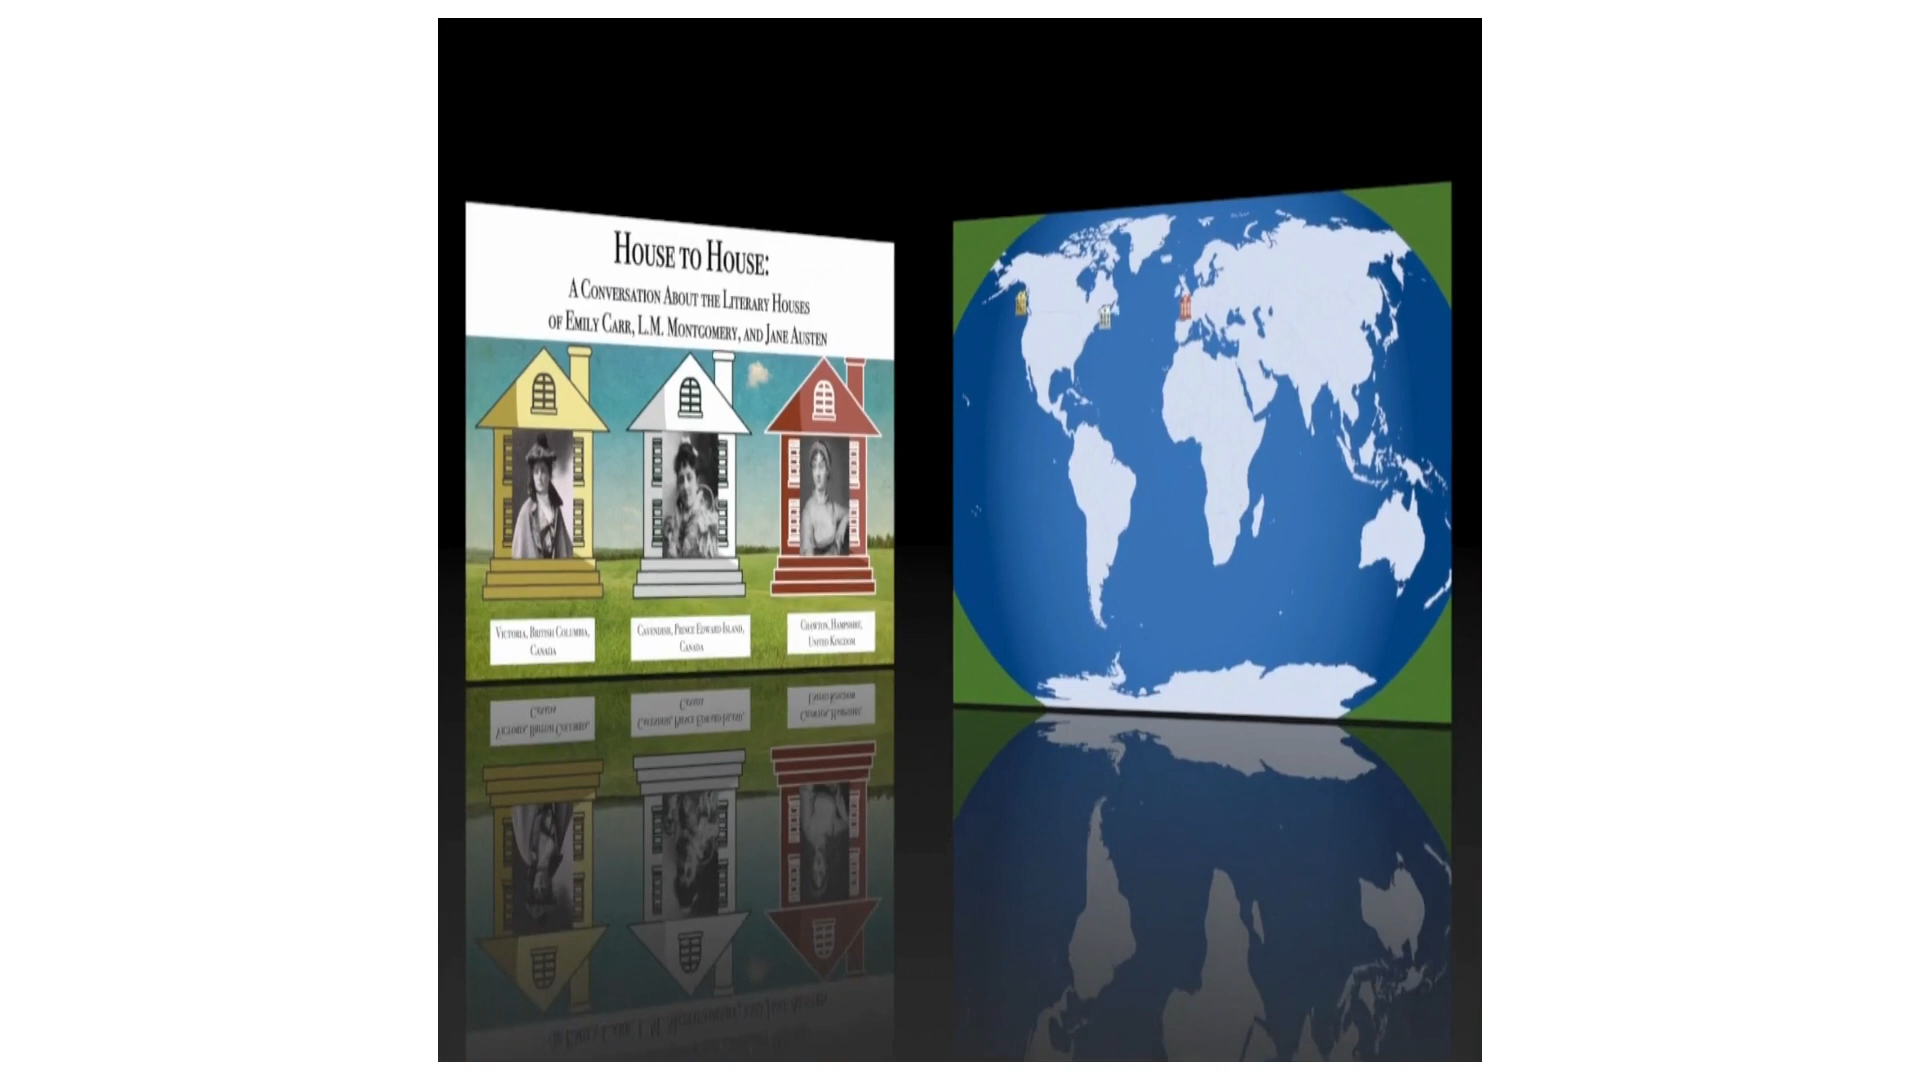 House to House:
A Conversation About the Literary Houses
of Emily Carr, L.M. Montgomery, and Jane Austen
Victoria, British Columbia,
Canada
Cavendish, Prince Edward Island,
Canada
Chawton, Hampshire,
United Kingdom